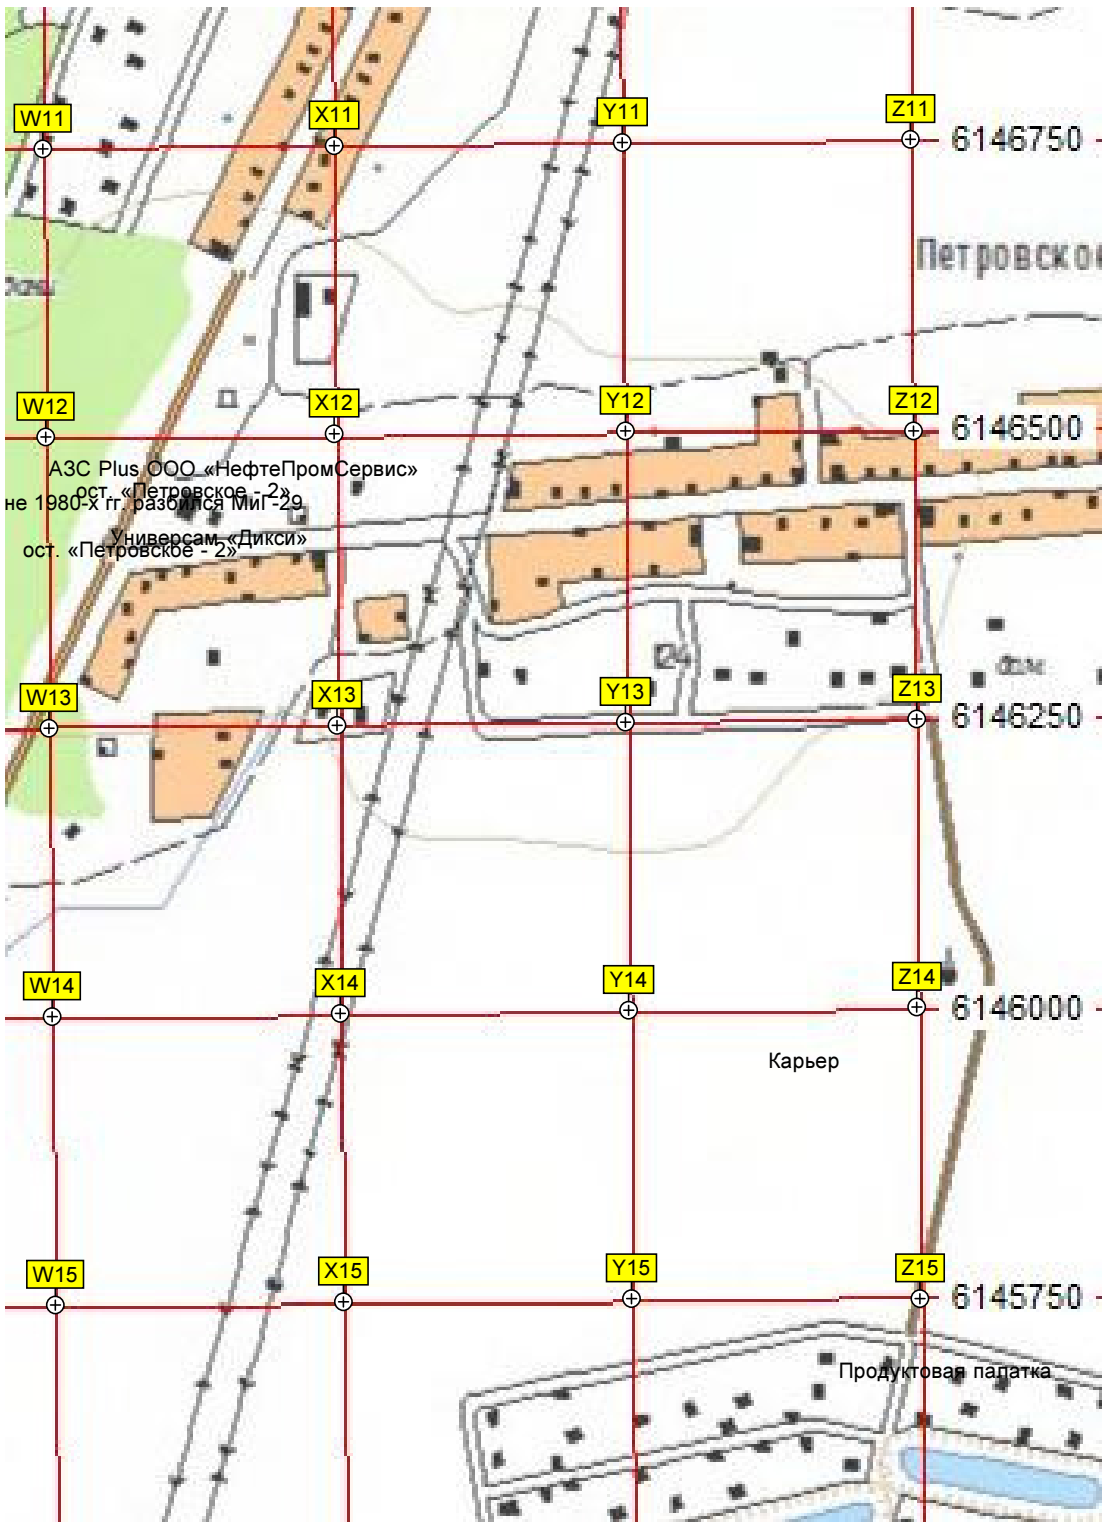 W11 X11 Y11 Z11
6146750
Петровское
W12 X12 Y12 Z12
6146500
АЗС Plus ООО «НефтеПромСервис»
ост. «Петровское - 2»
не 1980-х гг. разбился МиГ-29
Универсам «Дикси»
ост. «Петровское - 2»
W13 X13 Y13 Z13
6146250
W14 X14 Y14 Z14
6146000
Карьер
W15 X15 Y15 Z15
6145750
Продуктовая палатка